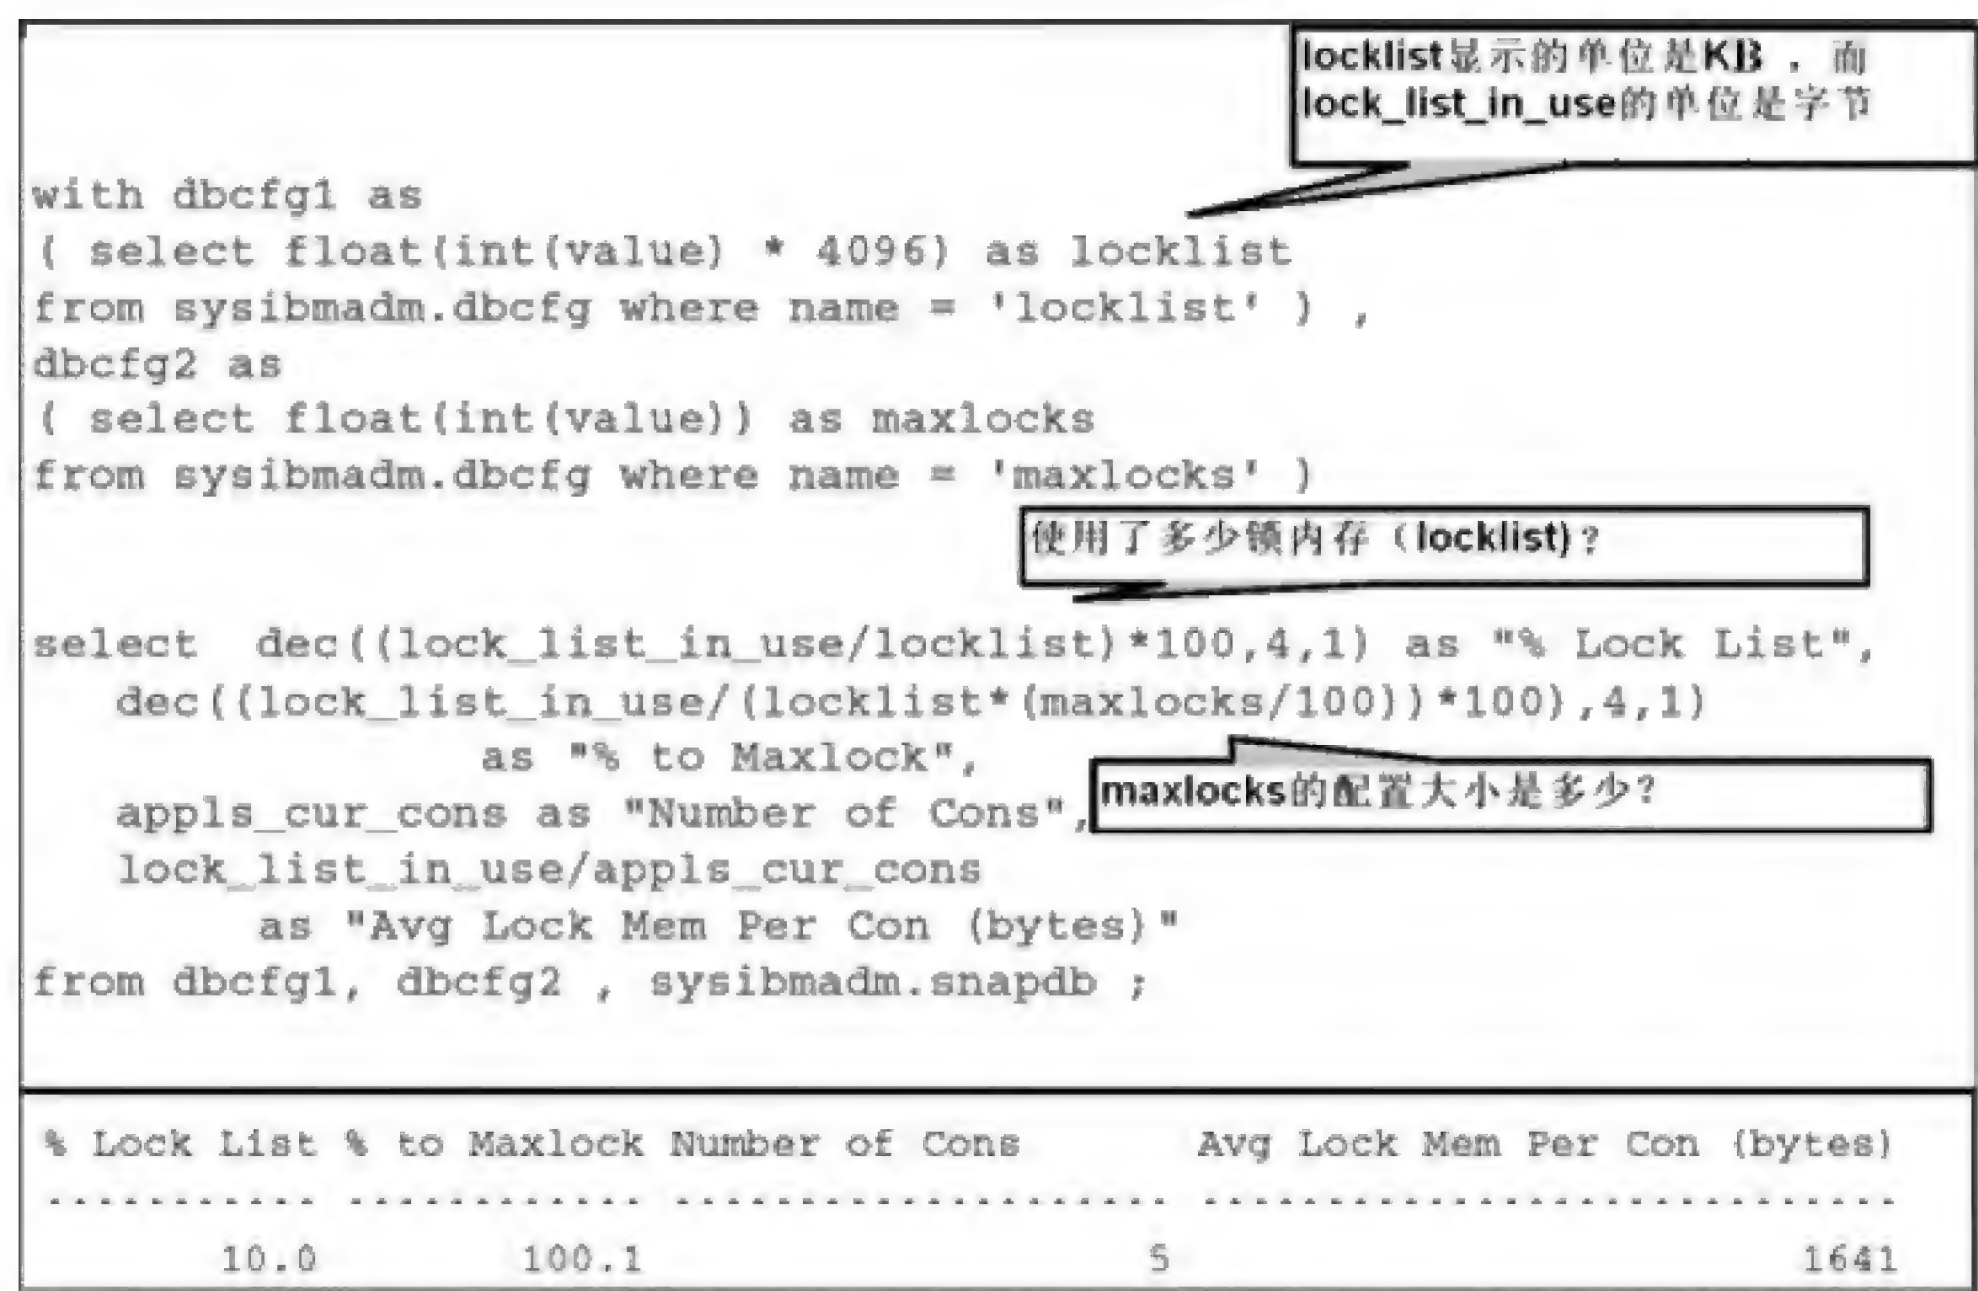 locklist显示的单位是KB，而
lock_list_in_use的单位是字节
with dbcfg1 as
( select float(int(value) * 4096) as locklist
from sysibmadm.dbcfg where name = 'locklist' ) ,
dbcfg2 as
( select float(int(value)) as maxlocks
from sysibmadm.dbcfg where name = 'maxlocks' )
使用了多少锁内存（locklist)?
select  dec((lock_list_in_use/locklist)*100,4,1) as "% Lock List",
dec((lock_list_in_use/(locklist*(maxlocks/100))*100),4,1)
as "% to Maxlock",
maxlocks的配置大小是多少?
appls_cur_cons as "Number of Cons",
lock_list_in_use/appls_cur_cons
as "Avg Lock Mem Per Con (bytes)"
from dbcfg1, dbcfg2 , sysibmadm.snapdb ;
% Lock List % to Maxlock Number of Cons Avg Lock Mem Per Con (bytes)
----------- ------------ -------------------- ----------------------------
10.0 100.1 5 1641